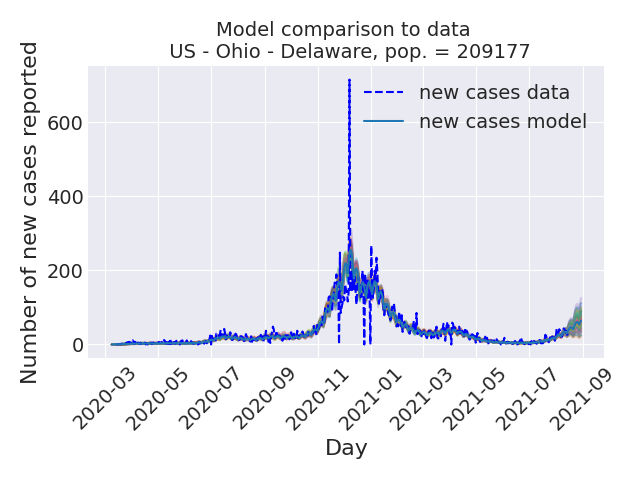 Model comparison to data
US - Ohio - Delaware, pop. = 209177
Number of new cases reported
600
400
200
0
new cases data
new cases model
2020-03
2020-05
2020-07
2020-09
2020-11
2021-01
2021-03
2021-05
2021-07
2021-09
Day